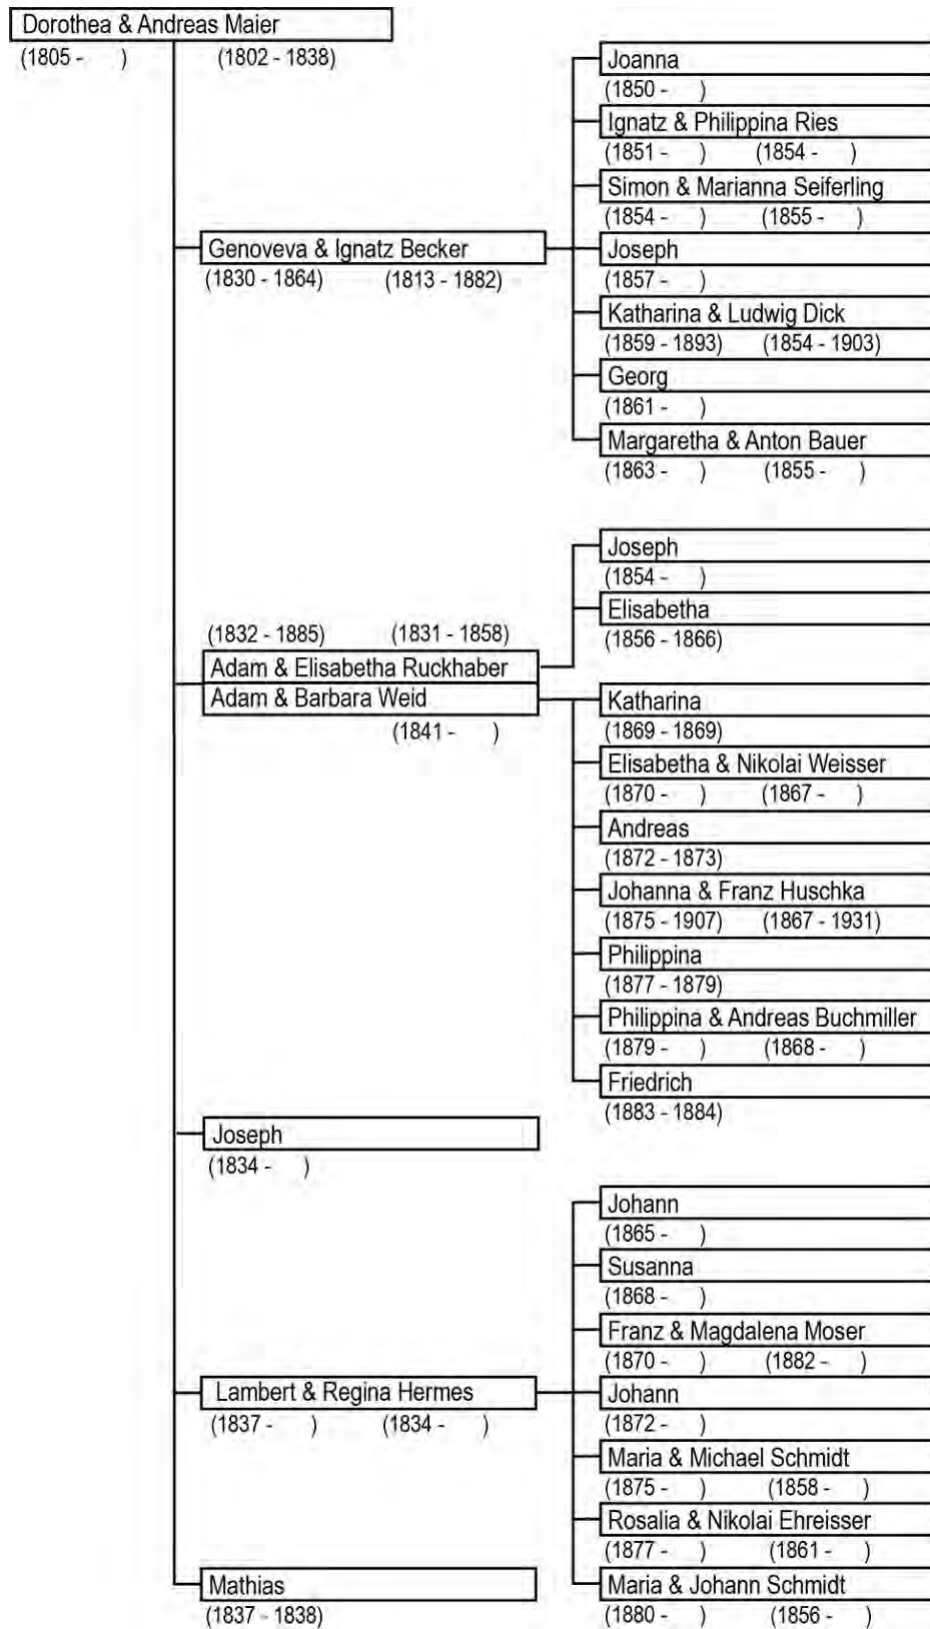 Dorothea & Andreas Maier
(1805 - ) (1802 - 1838)
Joanna
(1850 - )
Ignatz & Philippina Ries
(1851 - ) (1854 - )
Simon & Marianna Seiferling
(1854 - ) (1855 - )
Genoveva & Ignatz Becker
(1830 - 1864) (1813 - 1882)
Joseph
(1857 - )
Katharina & Ludwig Dick
(1859 - 1893) (1854 - 1903)
Georg
(1861 - )
Margaretha & Anton Bauer
(1863 - ) (1855 - )
Joseph
(1854 - )
Elisabetha
(1856 - 1866)
(1832 - 1885) (1831 - 1858)
Adam & Elisabetha Ruckhaber
Adam & Barbara Weid
(1841 - )
Katharina
(1869 - 1869)
Elisabetha & Nikolai Weisser
(1870 - ) (1867 - )
Andreas
(1872 - 1873)
Johanna & Franz Huschka
(1875 - 1907) (1867 - 1931)
Philippina
(1877 - 1879)
Philippina & Andreas Buchmiller
(1879 - ) (1868 - )
Friedrich
(1883 - 1884)
Joseph
(1834 - )
Johann
(1865 - )
Susanna
(1868 - )
Franz & Magdalena Moser
(1870 - ) (1882 - )
Lambert & Regina Hermes
(1837 - ) (1834 - )
Johann
(1872 - )
Maria & Michael Schmidt
(1875 - ) (1858 - )
Rosalia & Nikolai Ehreisser
(1877 - ) (1861 - )
Maria & Johann Schmidt
(1880 - ) (1856 - )
Mathias
(1837 - 1838)